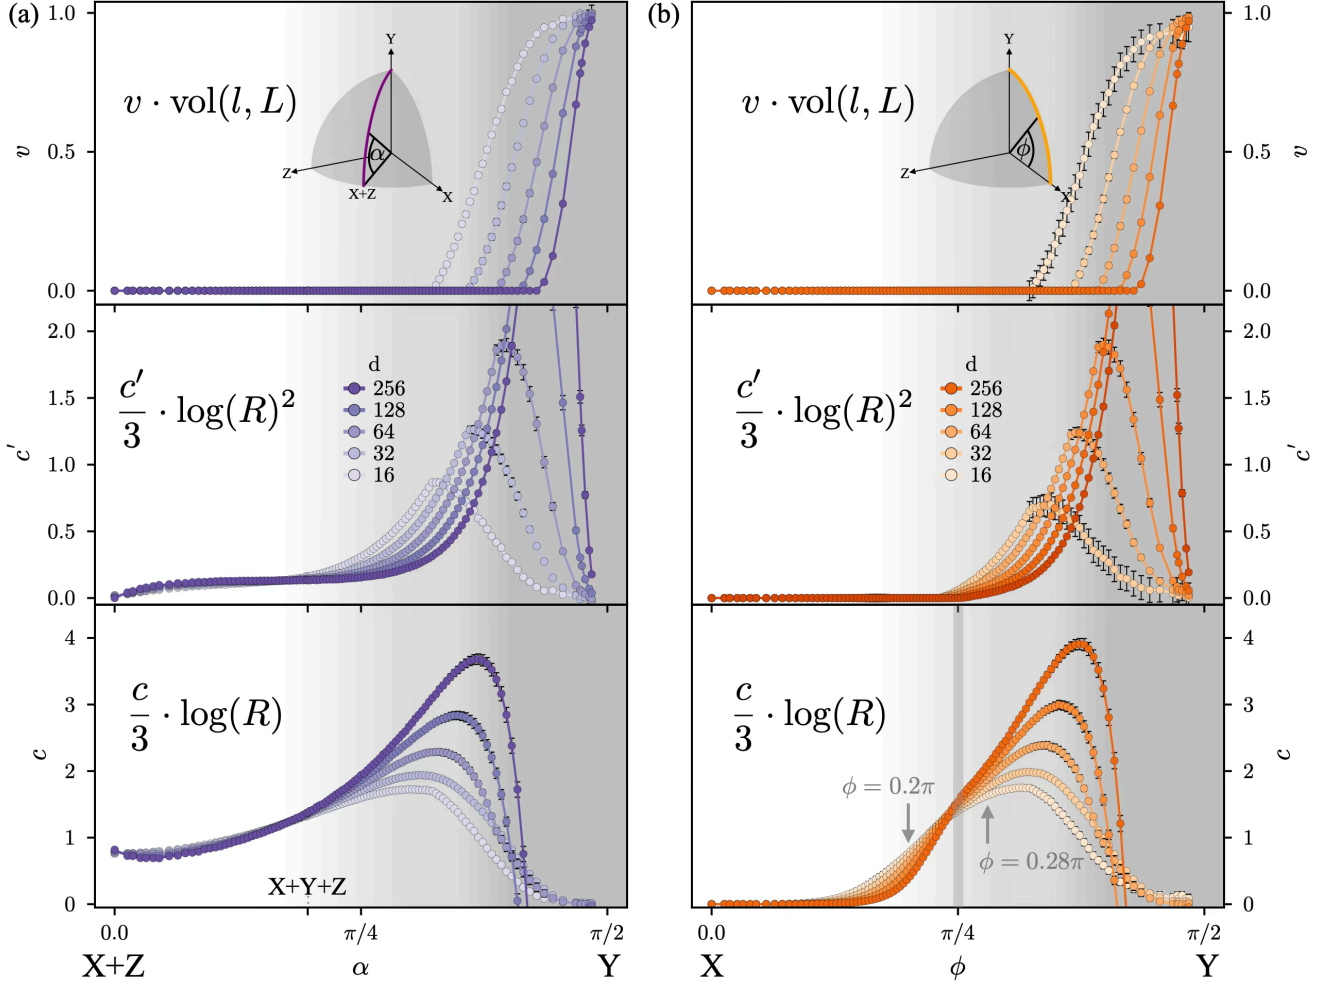 (a)
1.0
0.5
0.0
v
v · vol(l, L)
Y
Z
X+Z
X
α
2.0
1.5
1.0
0.5
0.0
c′
c′/3 · log(R)²
d
256
128
64
32
16
4
3
2
1
0
c
c/3 · log(R)
X+Y+Z
0.0
π/4
π/2
X+Z
α
Y
(b)
1.0
0.5
0.0
v
v · vol(l, L)
Y
Z
X
ϕ
2.0
1.5
1.0
0.5
0.0
c′
c′/3 · log(R)²
d
256
128
64
32
16
4
3
2
1
0
c
c/3 · log(R)
ϕ = 0.2π
ϕ = 0.28π
0.0
π/4
π/2
X
ϕ
Y